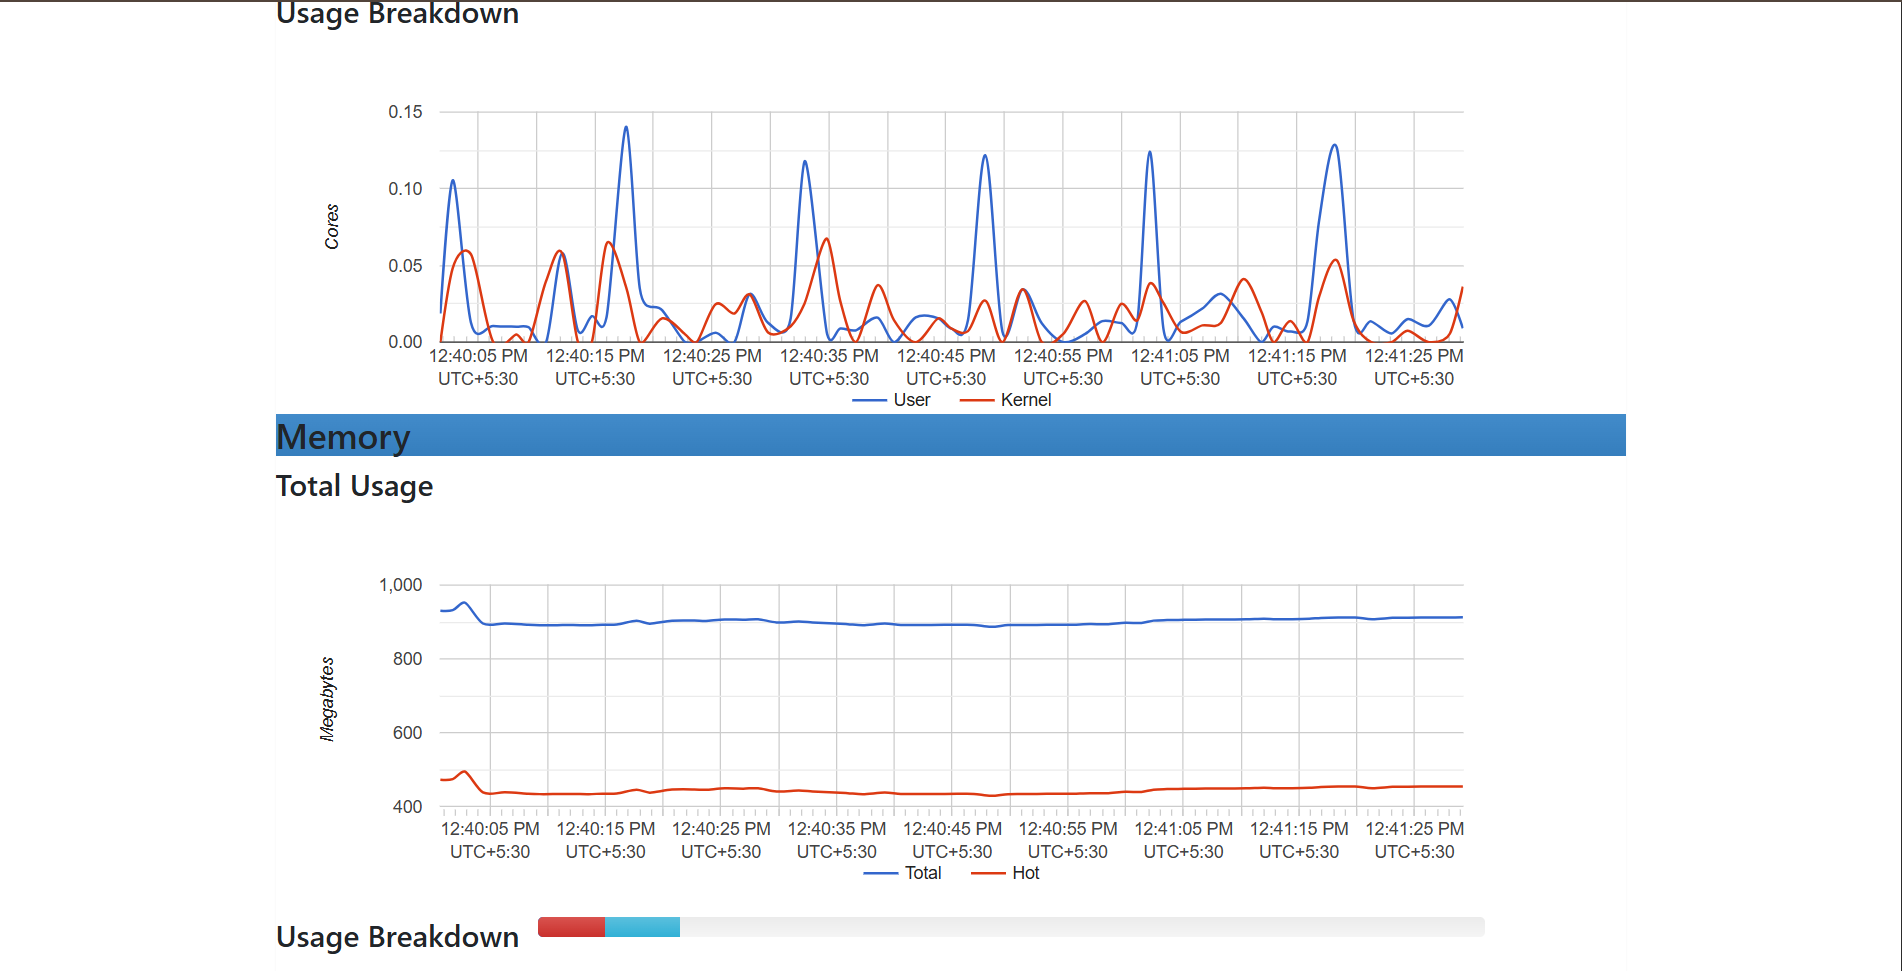 Usage Breakdown
0.15
0.10
0.05
0.00
Cores
12:40:05 PM 12:40:15 PM 12:40:25 PM 12:40:35 PM 12:40:45 PM 12:40:55 PM 12:41:05 PM 12:41:15 PM 12:41:25 PM
UTC+5:30 UTC+5:30 UTC+5:30 UTC+5:30 UTC+5:30 UTC+5:30 UTC+5:30 UTC+5:30 UTC+5:30
User Kernel
Memory
Total Usage
1,000
800
600
400
Megabytes
12:40:05 PM 12:40:15 PM 12:40:25 PM 12:40:35 PM 12:40:45 PM 12:40:55 PM 12:41:05 PM 12:41:15 PM 12:41:25 PM
UTC+5:30 UTC+5:30 UTC+5:30 UTC+5:30 UTC+5:30 UTC+5:30 UTC+5:30 UTC+5:30 UTC+5:30
Total Hot
Usage Breakdown